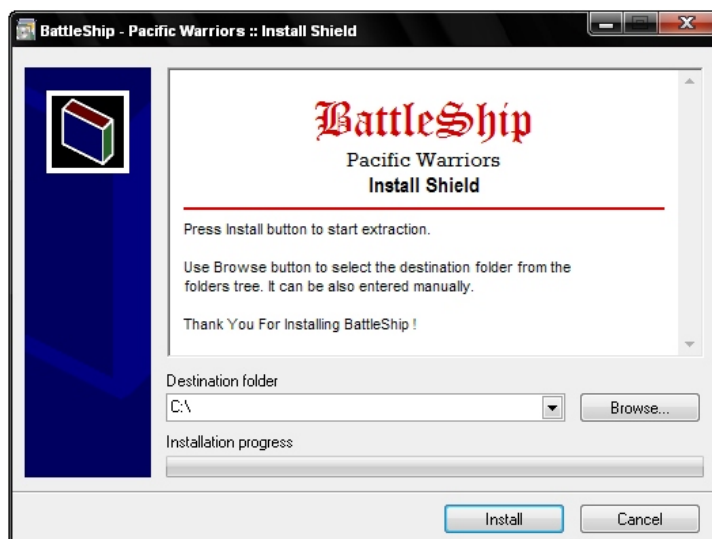 BattleShip - Pacific Warriors :: Install Shield
BattleShip
Pacific Warriors
Install Shield
Press Install button to start extraction.
Use Browse button to select the destination folder from the
folders tree. It can be also entered manually.
Thank You For Installing BattleShip !
Destination folder
C:\
Browse...
Installation progress
Install
Cancel